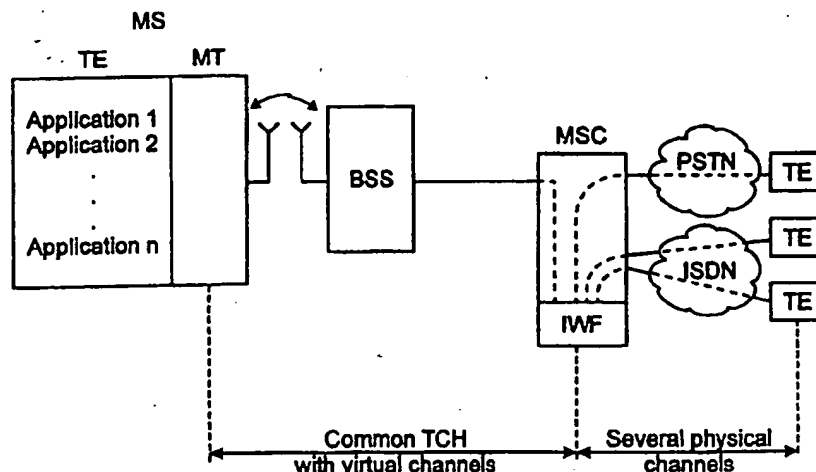 MS
TE
MT
Application 1
Application 2
Application n
BSS
MSC
IWF
PSTN
ISDN
TE
TE
TE
Common TCH
with virtual channels
Several physical
channels